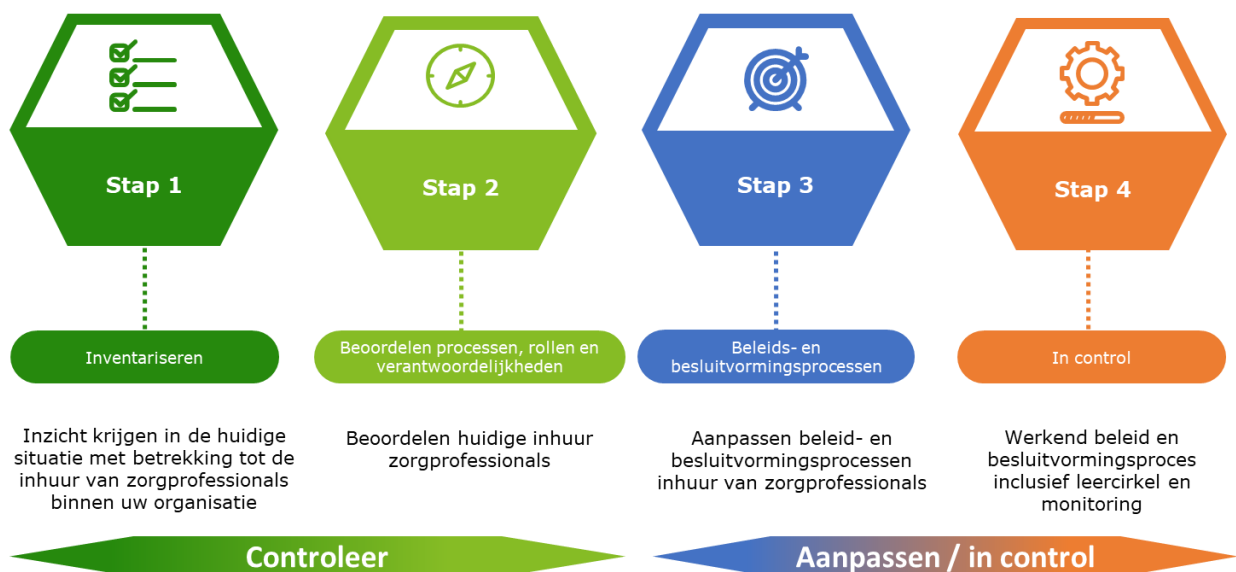 Stap 1
Stap 2
Stap 3
Stap 4
Inventariseren
Beoordelen processen, rollen en
verantwoordelijkheden
Beleids- en
besluitvormingsprocessen
In control
Inzicht krijgen in de huidige
situatie met betrekking tot de
inhuur van zorgprofessionals
binnen uw organisatie
Beoordelen huidige inhuur
zorgprofessionals
Aanpassen beleid- en
besluitvormingsprocessen
inhuur van zorgprofessionals
Werkend beleid en
besluitvormingsproces
inclusief leercirkel en
monitoring
Controleer
Aanpassen / in control